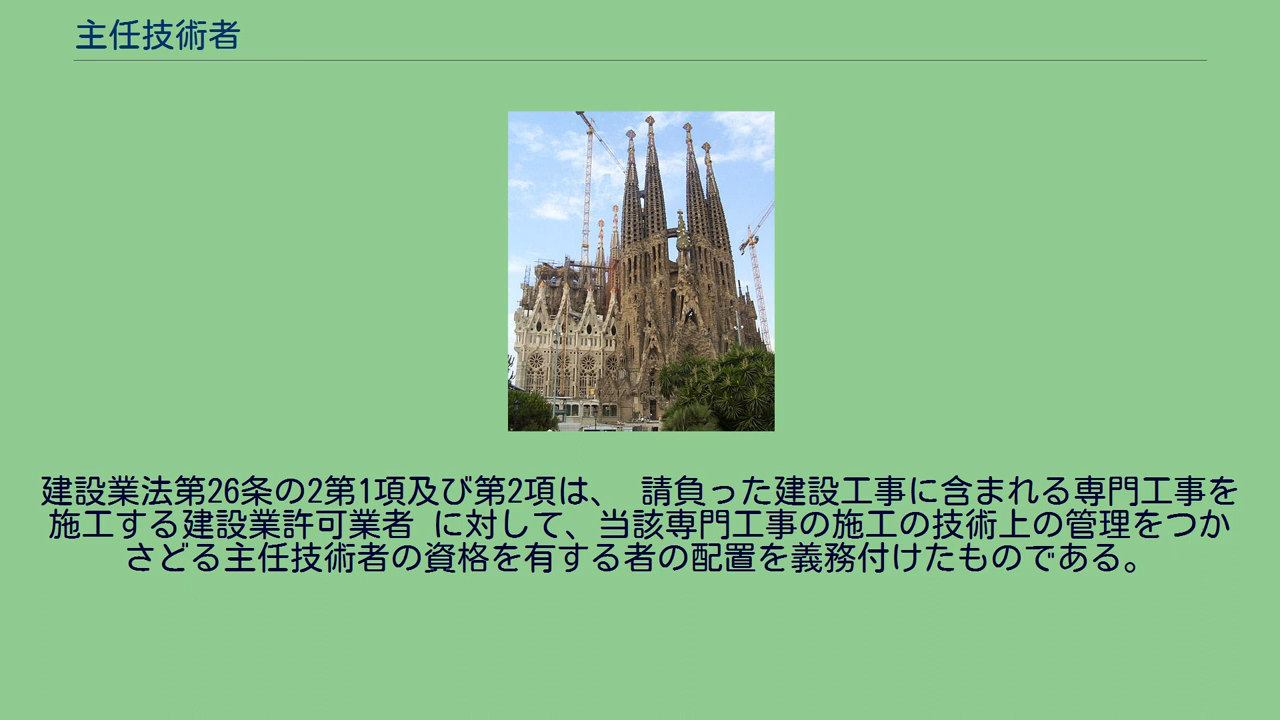 主任技術者
建設業法第26条の2第1項及び第2項は、 請負った建設工事に含まれる専門工事を
施工する建設業許可業者 に対して、当該専門工事の施工の技術上の管理をつか
さどる主任技術者の資格を有する者の配置を義務付けたものである。